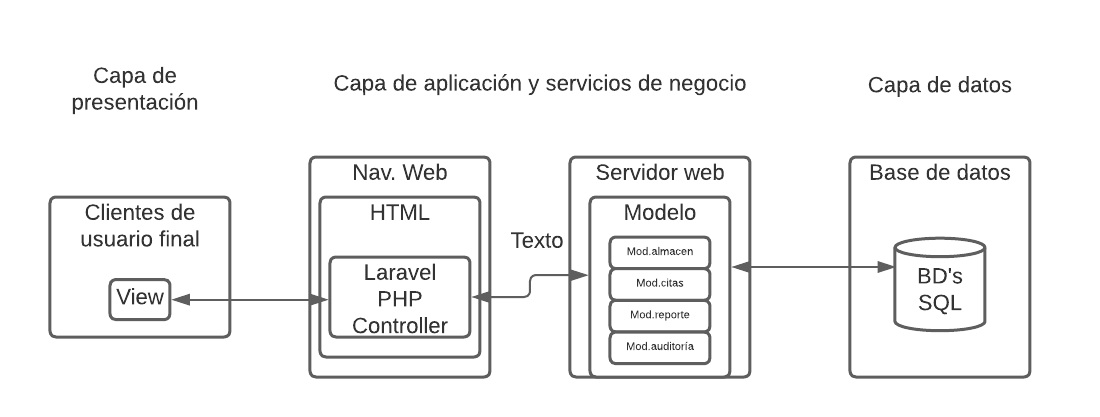 Capa de
presentación
Capa de aplicación y servicios de negocio
Capa de datos
Clientes de
usuario final
View
Nav. Web
HTML
Laravel
PHP
Controller
Texto
Servidor web
Modelo
Mod.almacen
Mod.citas
Mod.reporte
Mod.auditoría
Base de datos
BD's
SQL